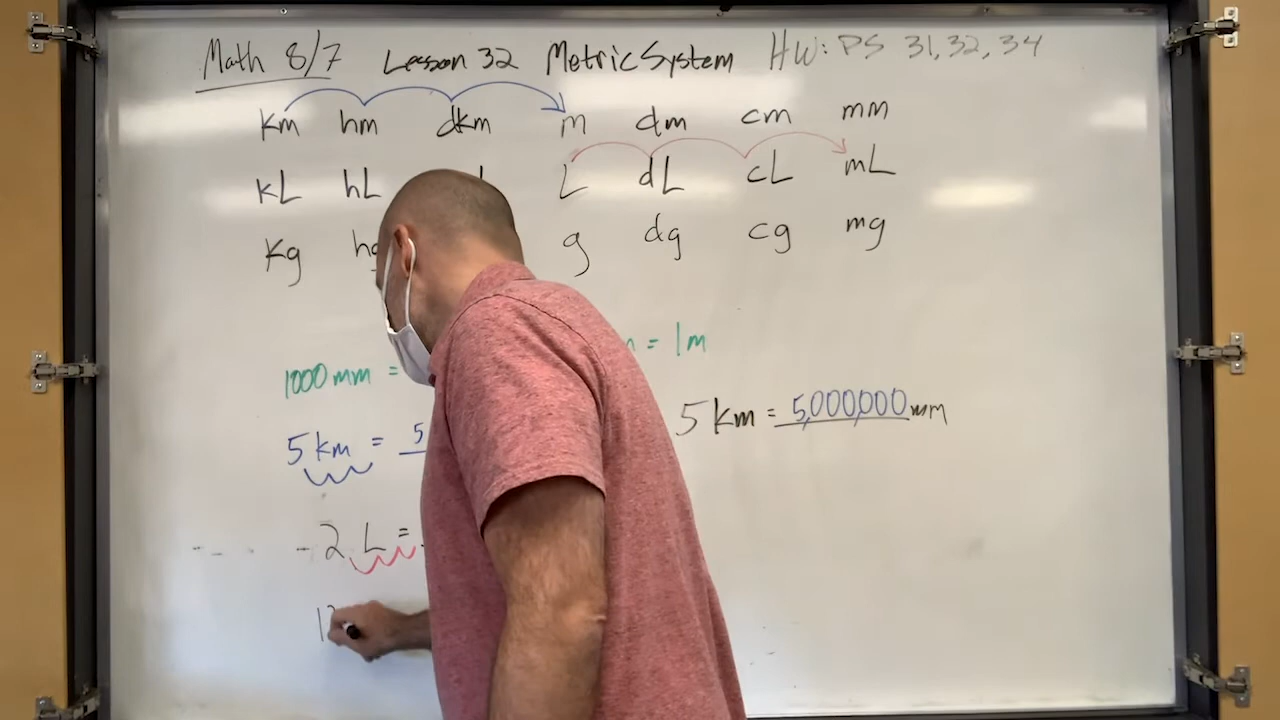 Math 8/7 Lesson 32 Metric System HW: PS 31, 32, 34
km hm dkm m dm cm mm
kL hL L dL cL mL
kg g dg cg mg
1000 mm = = 1m
5 km = 5
5 km = 5,000,000 mm
2 L =